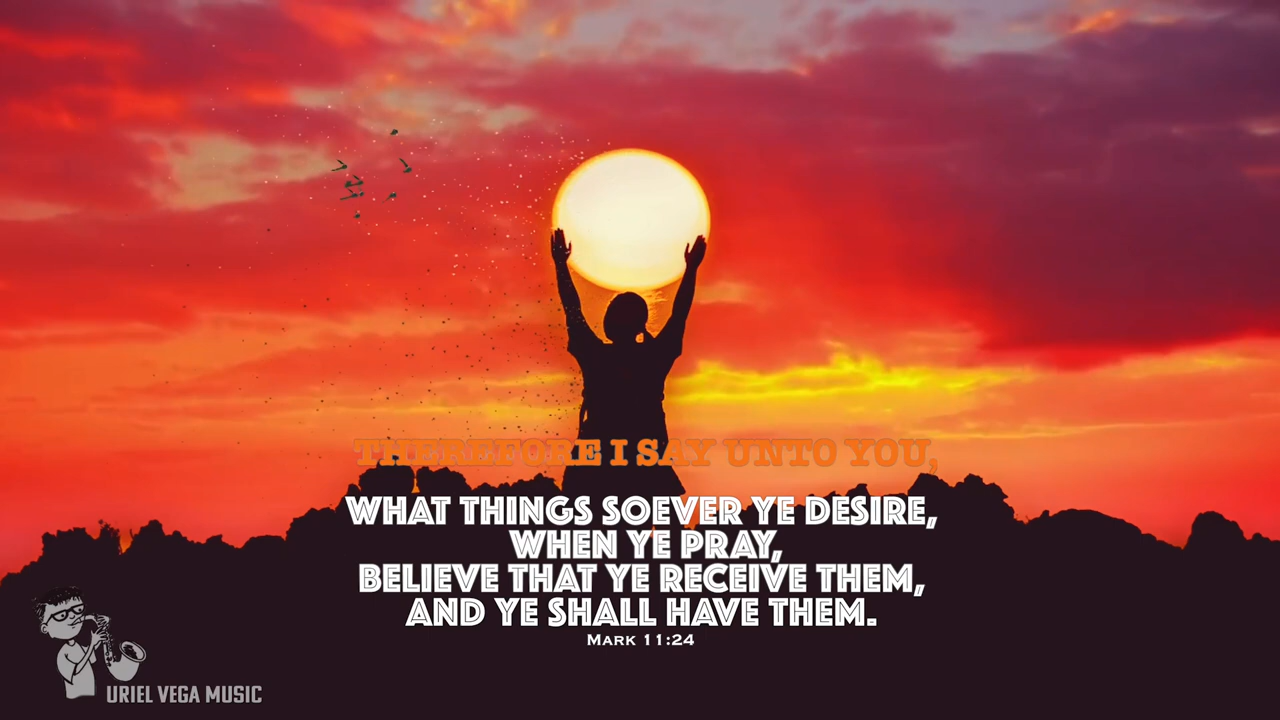 THEREFORE I SAY UNTO YOU,
WHAT THINGS SOEVER YE DESIRE,
WHEN YE PRAY,
BELIEVE THAT YE RECEIVE THEM,
AND YE SHALL HAVE THEM.
MARK 11:24
URIEL VEGA MUSIC